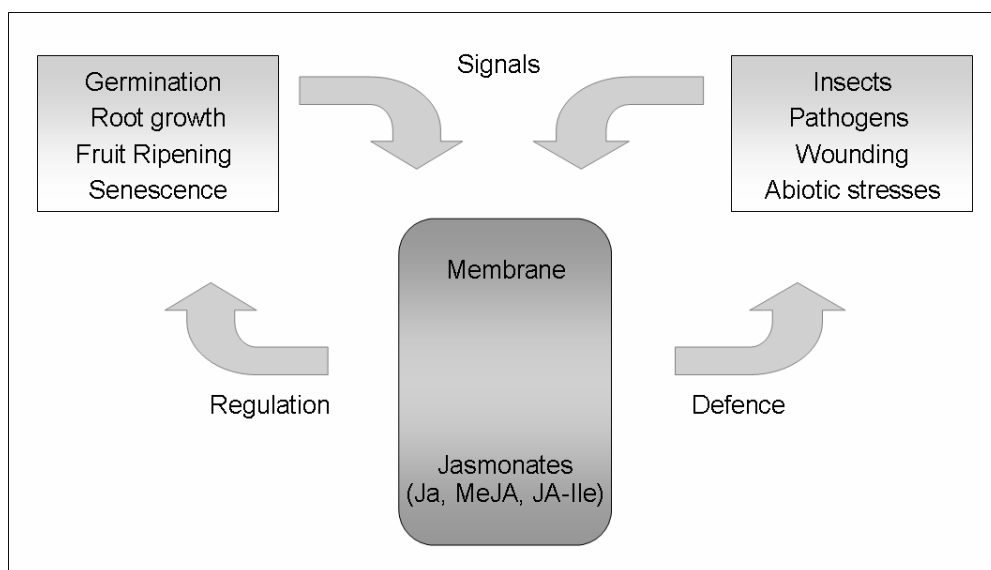 Signals
Germination
Root growth
Fruit Ripening
Senescence
Insects
Pathogens
Wounding
Abiotic stresses
Membrane
Regulation
Defence
Jasmonates
(Ja, MeJA, JA-Ile)